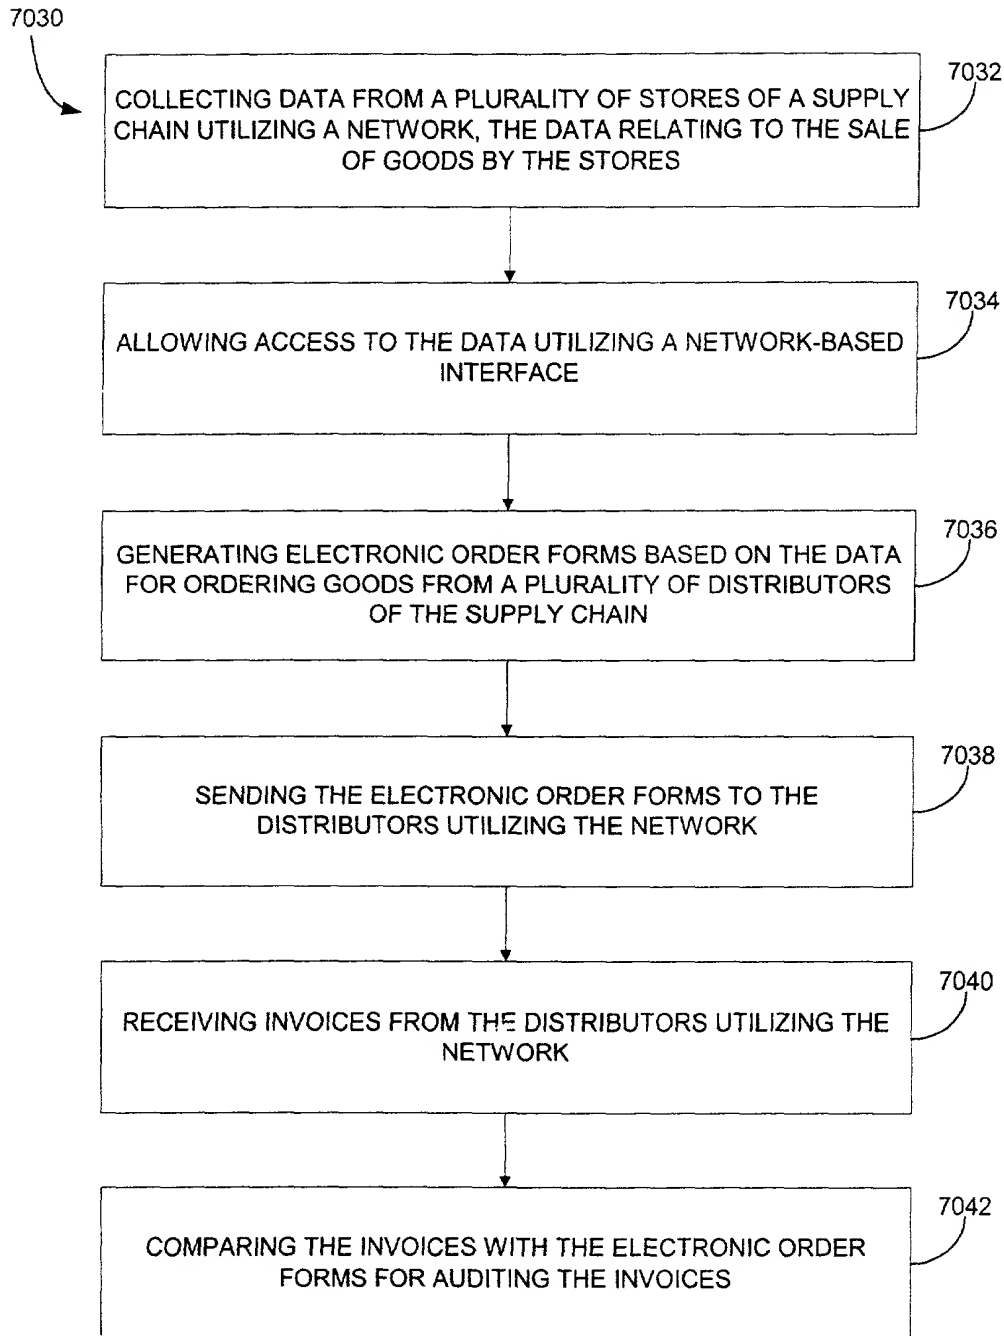 7030
7032
COLLECTING DATA FROM A PLURALITY OF STORES OF A SUPPLY
CHAIN UTILIZING A NETWORK, THE DATA RELATING TO THE SALE
OF GOODS BY THE STORES
7034
ALLOWING ACCESS TO THE DATA UTILIZING A NETWORK-BASED
INTERFACE
7036
GENERATING ELECTRONIC ORDER FORMS BASED ON THE DATA
FOR ORDERING GOODS FROM A PLURALITY OF DISTRIBUTORS
OF THE SUPPLY CHAIN
7038
SENDING THE ELECTRONIC ORDER FORMS TO THE
DISTRIBUTORS UTILIZING THE NETWORK
7040
RECEIVING INVOICES FROM THE DISTRIBUTORS UTILIZING THE
NETWORK
7042
COMPARING THE INVOICES WITH THE ELECTRONIC ORDER
FORMS FOR AUDITING THE INVOICES